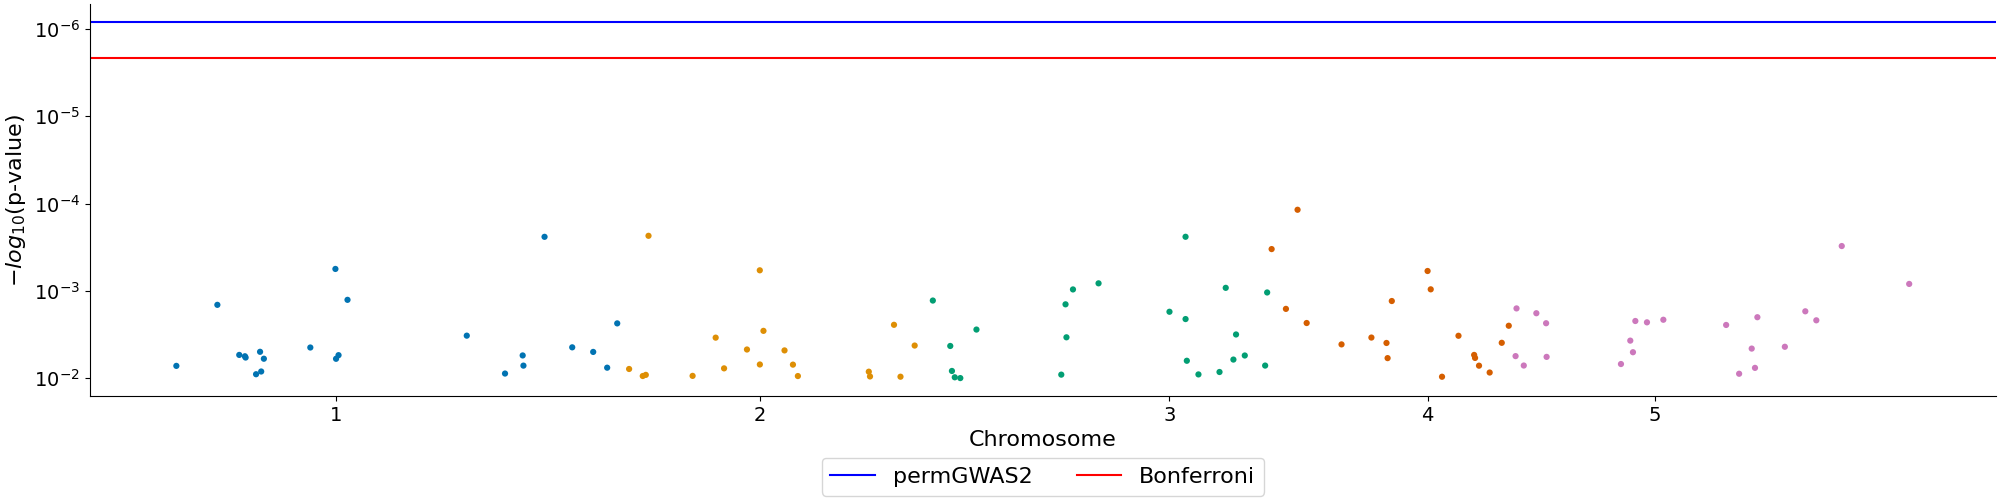 10⁻⁶
10⁻⁵
10⁻⁴
10⁻³
10⁻²
−log₁₀(p-value)
1 2 3 4 5
Chromosome
permGWAS2 Bonferroni